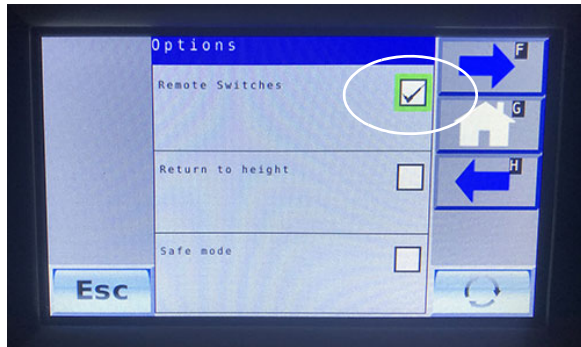 Options
F
Remote Switches
G
Return to height
H
Safe mode
Esc